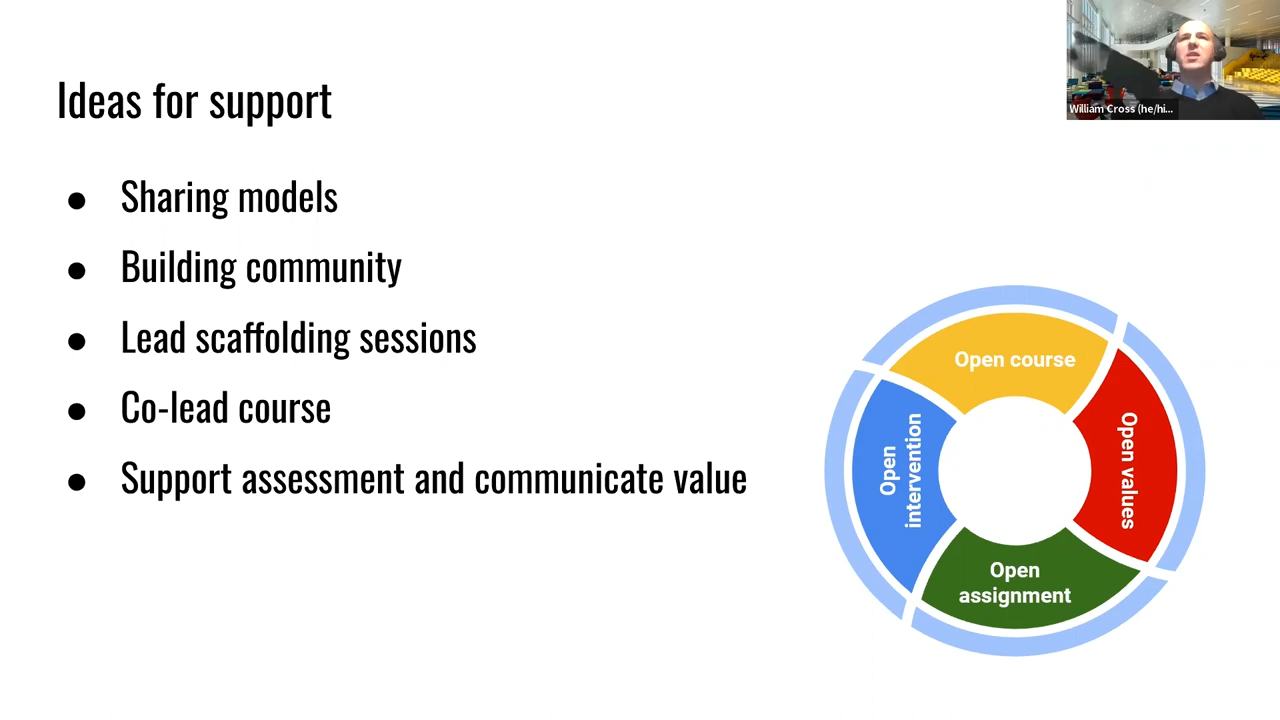 William Cross (he/hi...
Ideas for support
● Sharing models
● Building community
● Lead scaffolding sessions
● Co-lead course
● Support assessment and communicate value
Open course
Open values
Open
assignment
Open
intervention